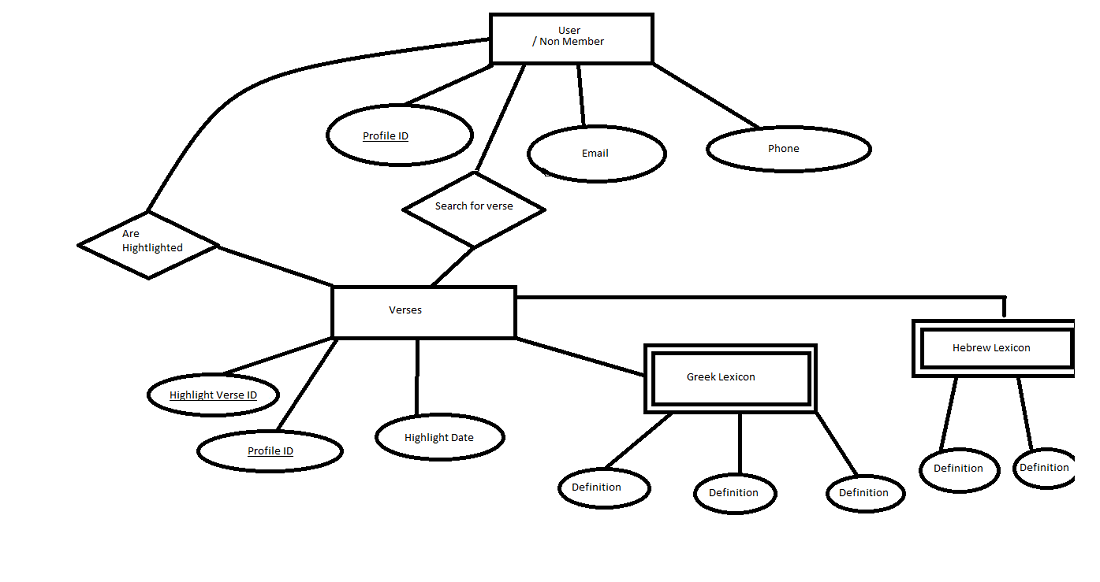 User
/ Non Member
Profile ID
Email
Phone
Search for verse
Are
Hightlighted
Verses
Hebrew Lexicon
Greek Lexicon
Highlight Verse ID
Profile ID
Highlight Date
Definition
Definition
Definition
Definition
Definition